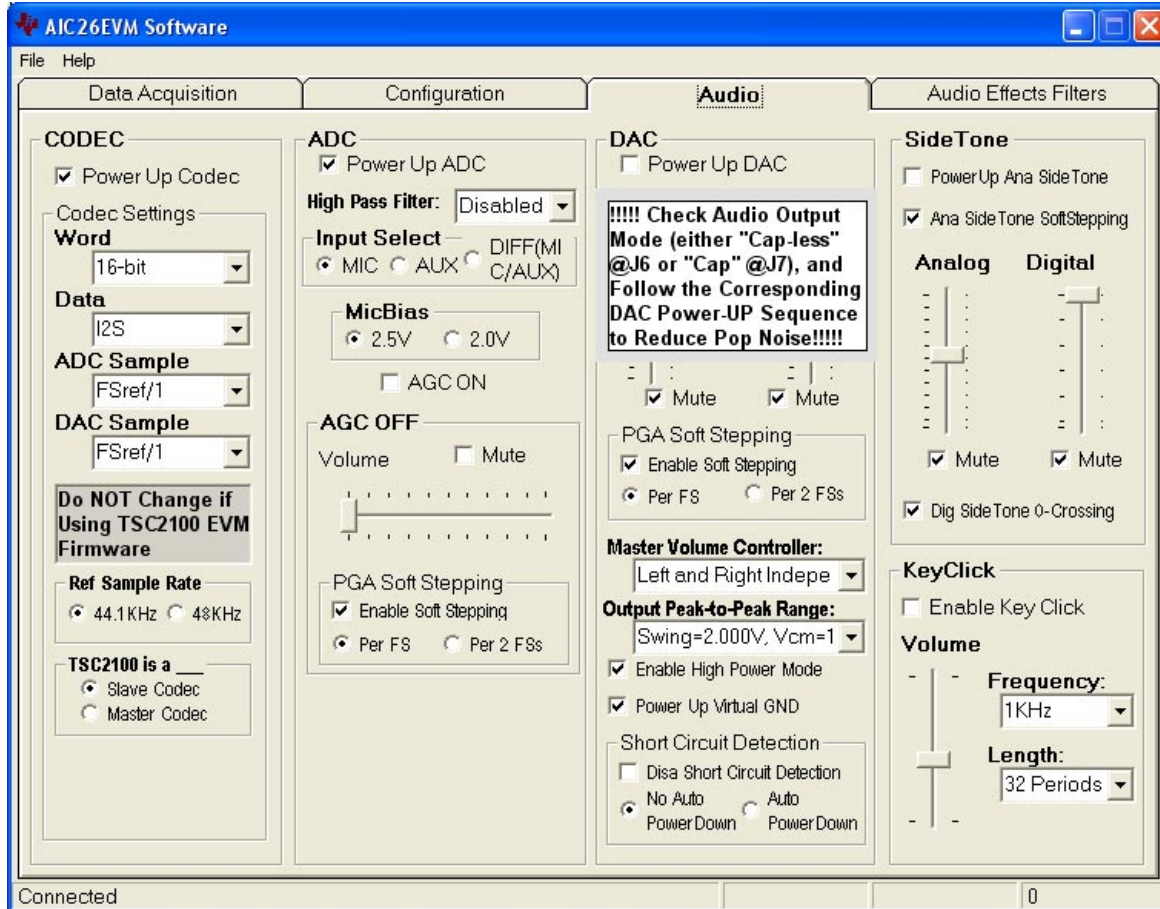 AIC26EVM Software
File Help
Data Acquisition
Configuration
Audio
Audio Effects Filters
CODEC
Power Up Codec
Codec Settings
Word
16-bit
Data
I2S
ADC Sample
FSref/1
DAC Sample
FSref/1
Do NOT Change if
Using TSC2100 EVM
Firmware
Ref Sample Rate
44.1KHz 48KHz
TSC2100 is a ___
Slave Codec
Master Codec
ADC
Power Up ADC
High Pass Filter: Disabled
Input Select
MIC AUX DIFF(MI
C/AUX)
MicBias
2.5V 2.0V
AGC ON
AGC OFF
Volume Mute
PGA Soft Stepping
Enable Soft Stepping
Per FS Per 2 FSs
DAC
Power Up DAC
!!!!! Check Audio Output
Mode (either "Cap-less"
@J6 or "Cap" @J7), and
Follow the Corresponding
DAC Power-UP Sequence
to Reduce Pop Noise!!!!!
Mute Mute
PGA Soft Stepping
Enable Soft Stepping
Per FS Per 2 FSs
Master Volume Controller:
Left and Right Indepe
Output Peak-to-Peak Range:
Swing=2.000V, Vcm=1
Enable High Power Mode
Power Up Virtual GND
Short Circuit Detection
Disa Short Circuit Detection
No Auto Auto
PowerDown PowerDown
SideTone
PowerUp Ana SideTone
Ana SideTone SoftStepping
Analog Digital
Mute Mute
Dig SideTone 0-Crossing
KeyClick
Enable Key Click
Volume
Frequency:
1KHz
Length:
32 Periods
Connected
0